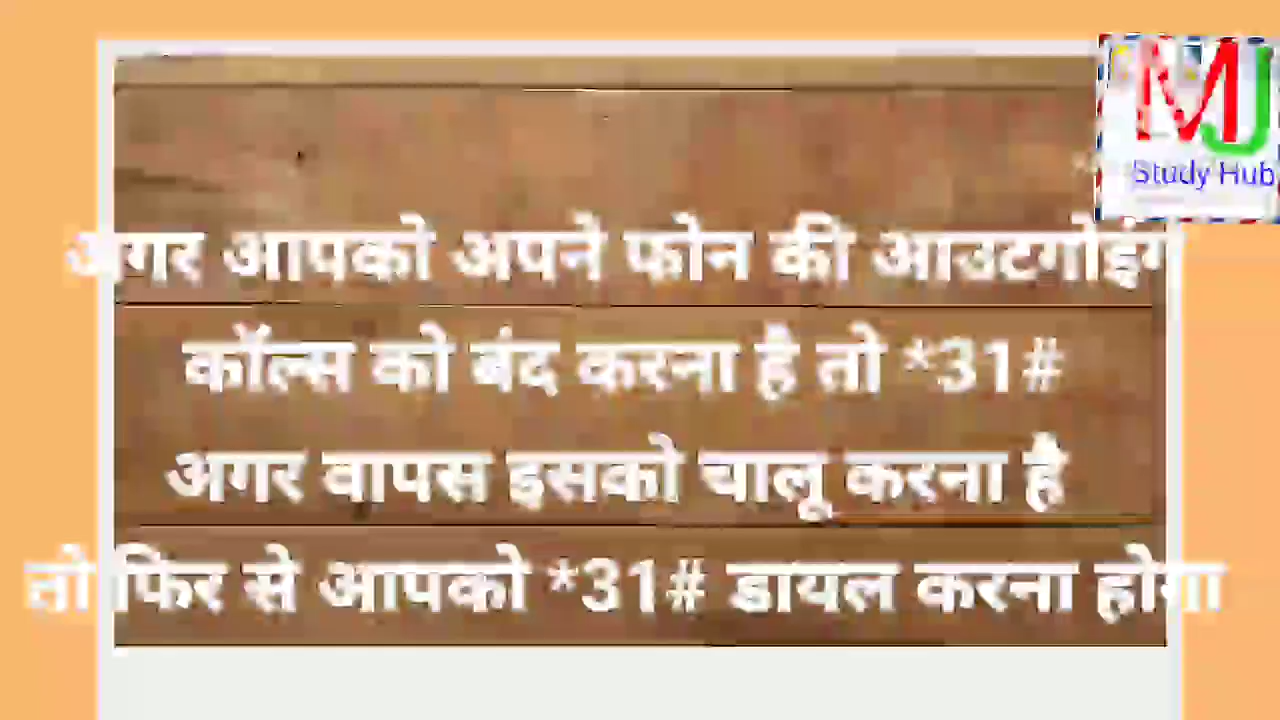 MJ
Study Hub
अगर आपको अपने फोन की आउटगोइंग
कॉल्स को बंद करना है तो *31#
अगर वापस इसको चालू करना है
तो फिर से आपको *31# डायल करना होगा